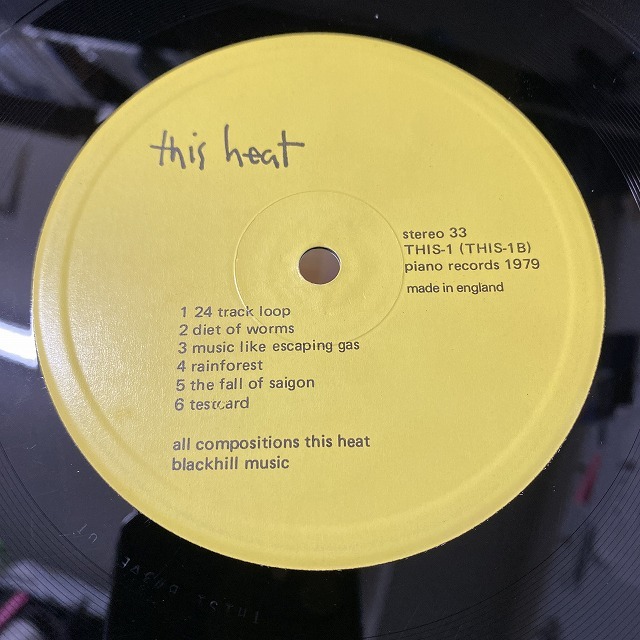 this heat
stereo 33
THIS-1 (THIS-1B)
piano records 1979
made in england
1 24 track loop
2 diet of worms
3 music like escaping gas
4 rainforest
5 the fall of saigon
6 testcard
all compositions this heat
blackhill music